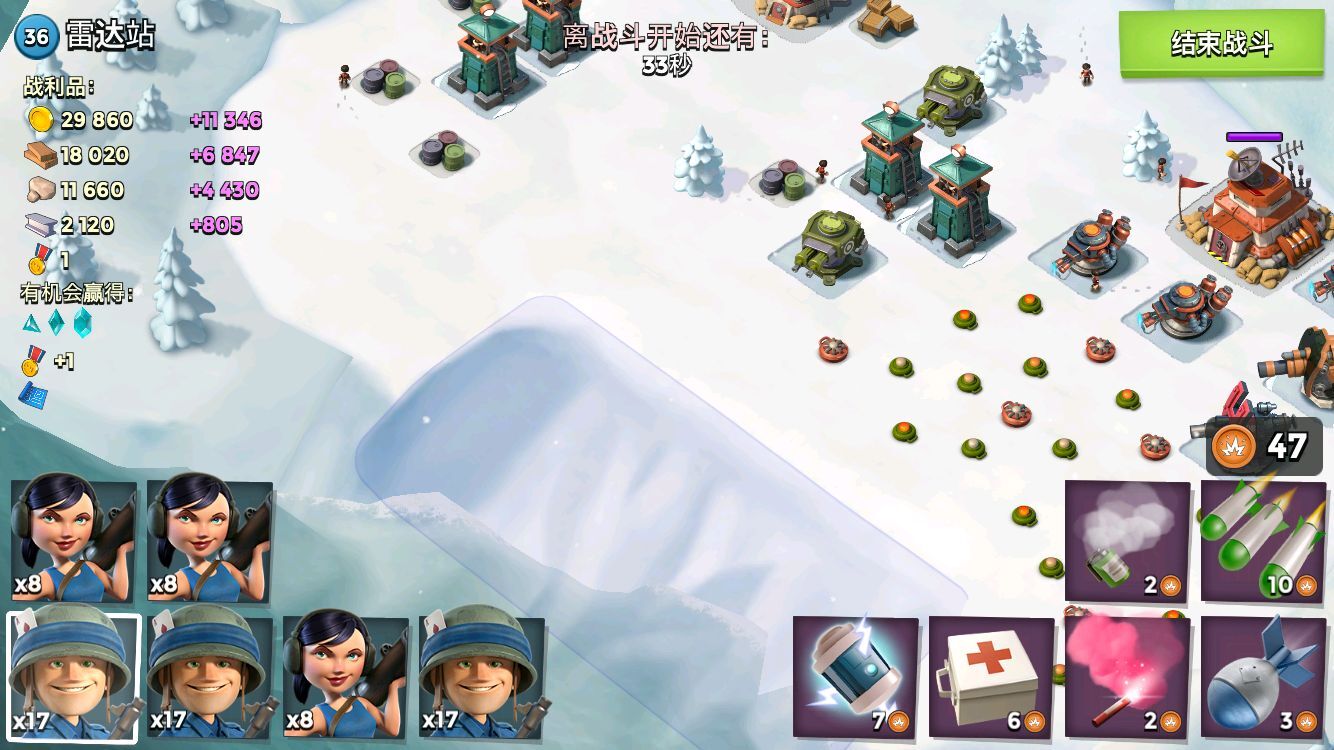 36 雷达站
离战斗开始还有:
33秒
结束战斗
战利品:
29 860 +11 346
18 020 +6 847
11 660 +4 430
2 120 +805
1
有机会赢得:
+1
47
x8 x8
2 10
x17 x17 x8 x17
7 6 2 3